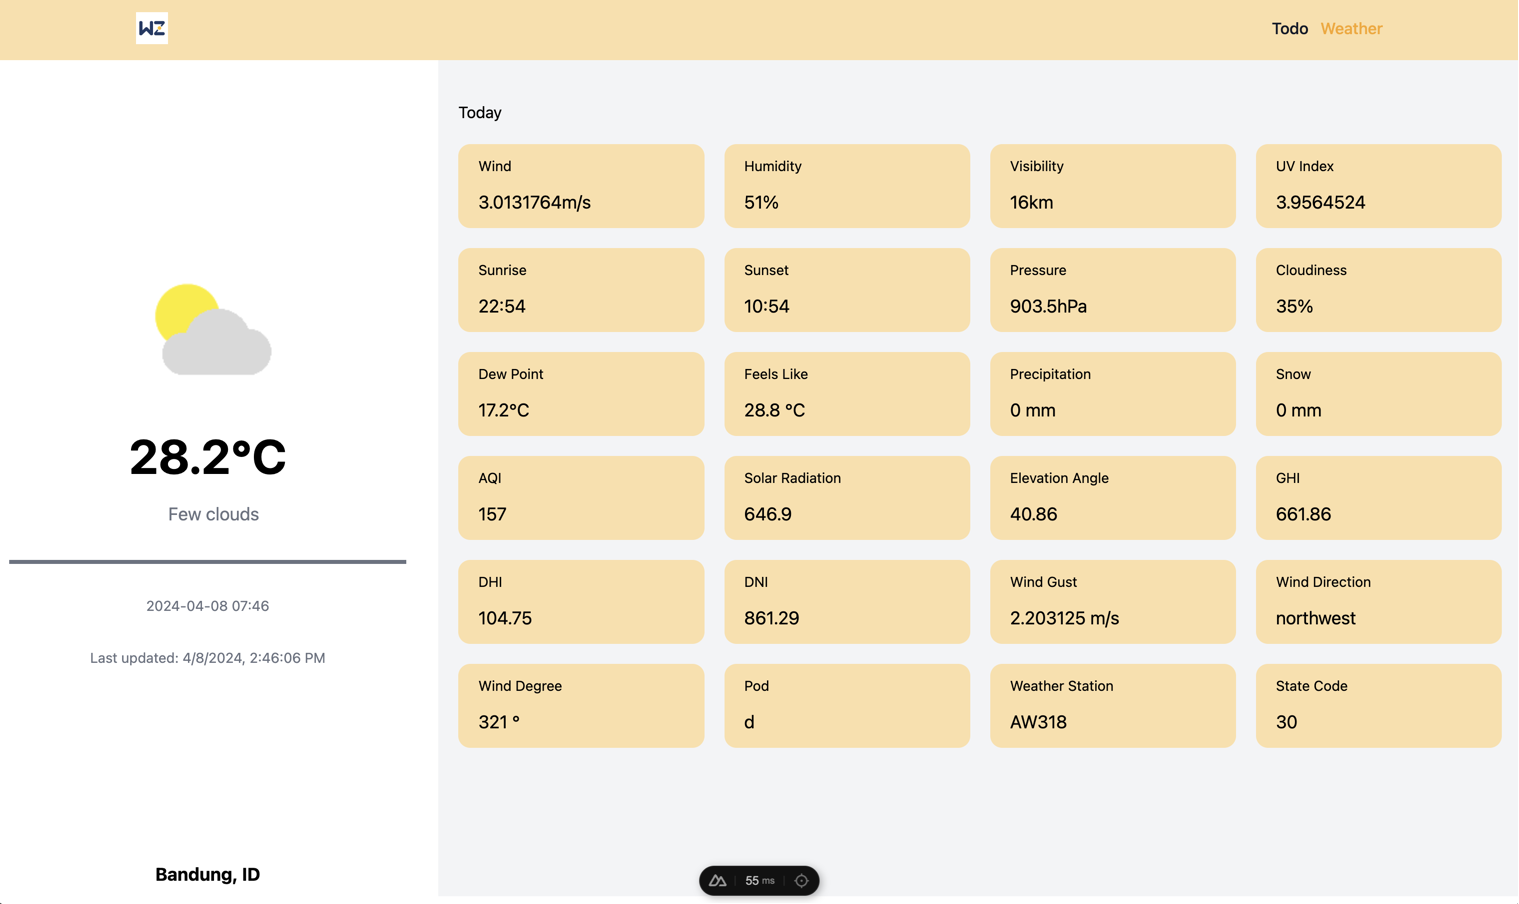 WZ
Todo Weather
28.2°C
Few clouds
2024-04-08 07:46
Last updated: 4/8/2024, 2:46:06 PM
Bandung, ID
Today
Wind
3.0131764m/s
Humidity
51%
Visibility
16km
UV Index
3.9564524
Sunrise
22:54
Sunset
10:54
Pressure
903.5hPa
Cloudiness
35%
Dew Point
17.2°C
Feels Like
28.8 °C
Precipitation
0 mm
Snow
0 mm
AQI
157
Solar Radiation
646.9
Elevation Angle
40.86
GHI
661.86
DHI
104.75
DNI
861.29
Wind Gust
2.203125 m/s
Wind Direction
northwest
Wind Degree
321 °
Pod
d
Weather Station
AW318
State Code
30
55 ms